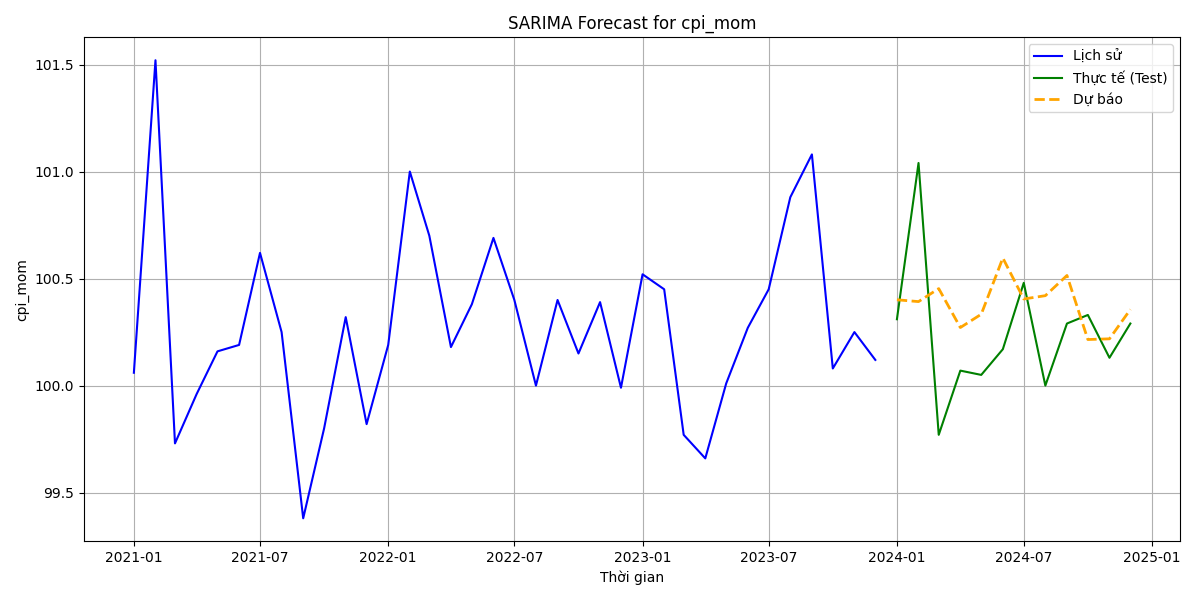 SARIMA Forecast for cpi_mom
Lịch sử
Thực tế (Test)
Dự báo
cpi_mom
101.5
101.0
100.5
100.0
99.5
2021-01 2021-07 2022-01 2022-07 2023-01 2023-07 2024-01 2024-07 2025-01
Thời gian